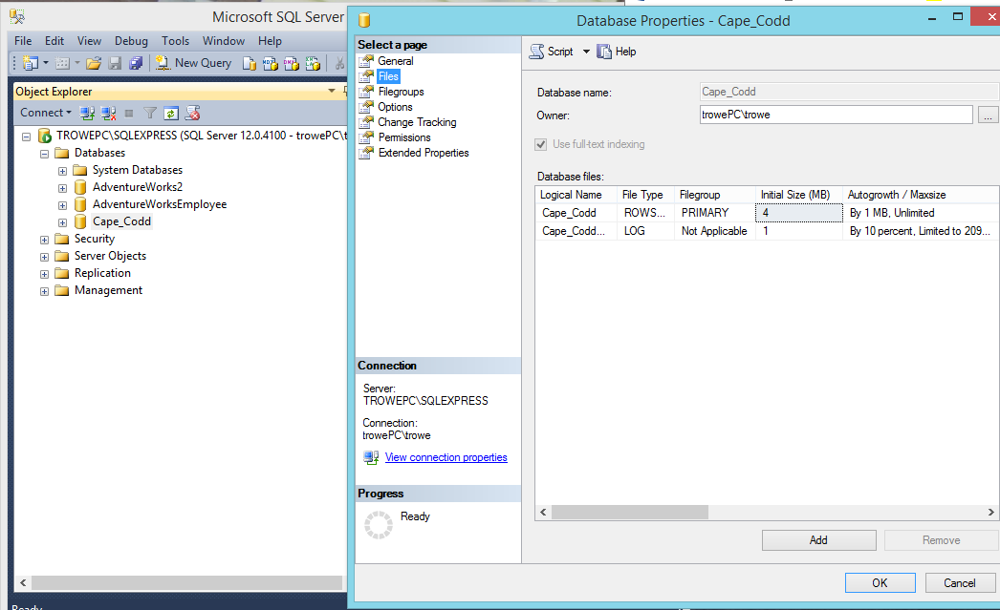 Microsoft SQL Server
File Edit View Debug Tools Window Help
New Query
Object Explorer
Connect
TROWEPC\SQLEXPRESS (SQL Server 12.0.4100 - trowePC\t
Databases
System Databases
AdventureWorks2
AdventureWorksEmployee
Cape_Codd
Security
Server Objects
Replication
Management
Ready
Database Properties - Cape_Codd
Select a page
General
Files
Filegroups
Options
Change Tracking
Permissions
Extended Properties
Connection
Server:
TROWEPC\SQLEXPRESS
Connection:
trowePC\trowe
View connection properties
Progress
Ready
Script Help
Database name: Cape_Codd
Owner: trowePC\trowe ...
Use full-text indexing
Database files:
Logical Name File Type Filegroup Initial Size (MB) Autogrowth / Maxsize
Cape_Codd ROWS... PRIMARY 4 By 1 MB, Unlimited
Cape_Codd... LOG Not Applicable 1 By 10 percent, Limited to 209...
Add Remove
OK Cancel